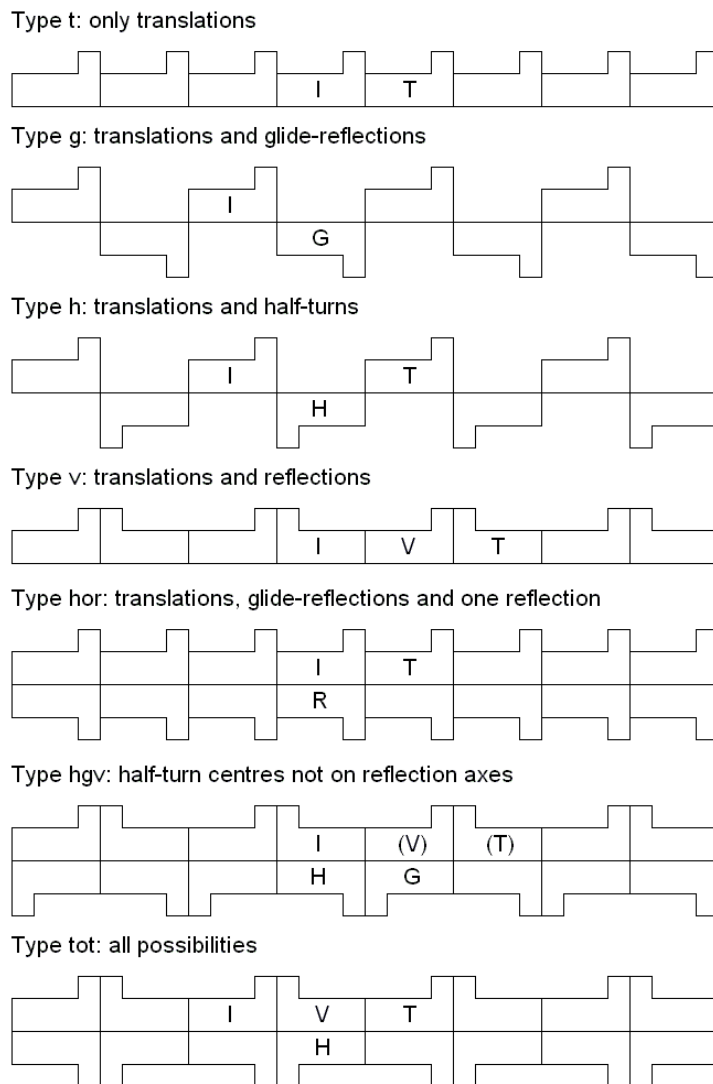 Type t: only translations
I T
Type g: translations and glide-reflections
I
G
Type h: translations and half-turns
I T
H
Type v: translations and reflections
I V T
Type hor: translations, glide-reflections and one reflection
I T
R
Type hgv: half-turn centres not on reflection axes
I (V) (T)
H G
Type tot: all possibilities
I V T
H